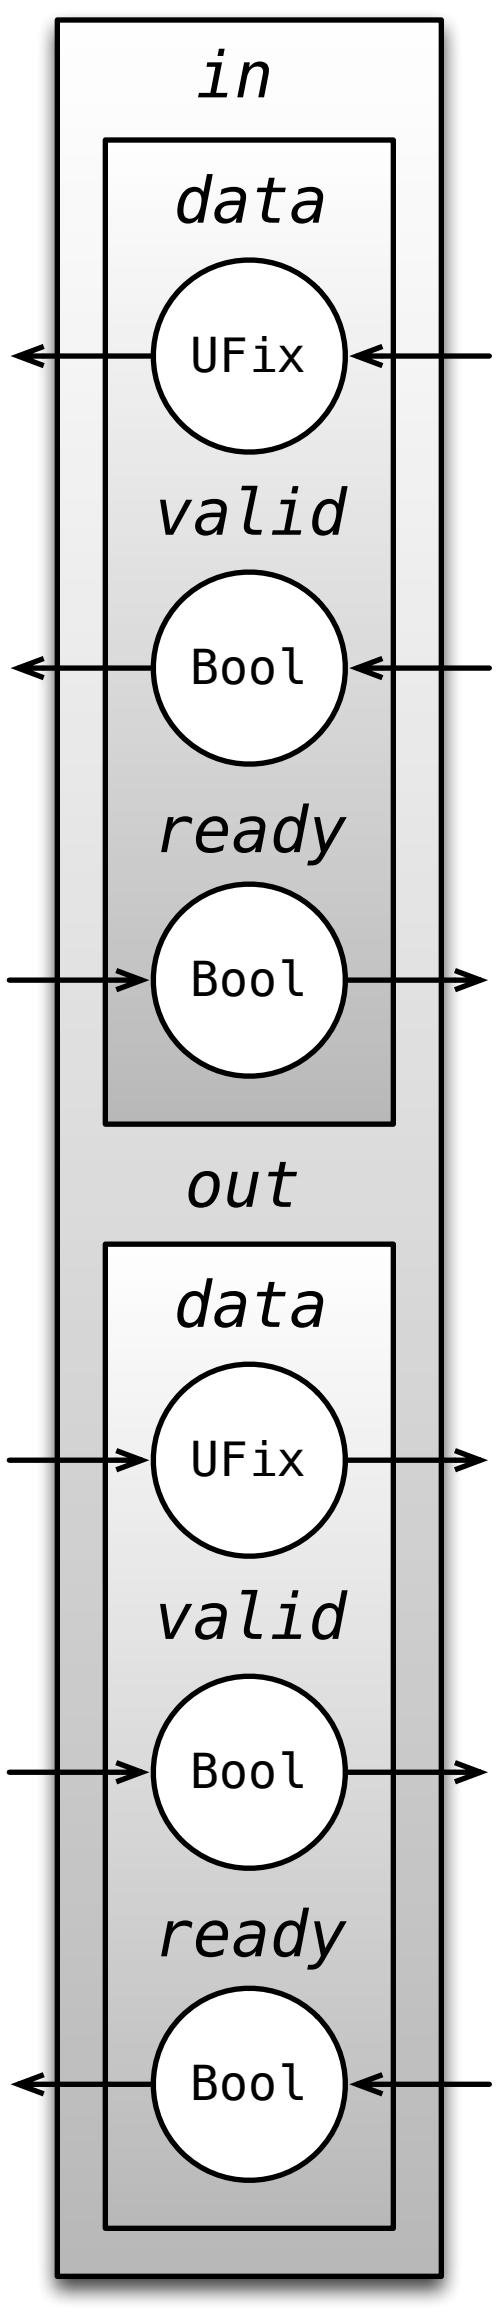 in
data
UFix
valid
Bool
ready
Bool
out
data
UFix
valid
Bool
ready
Bool